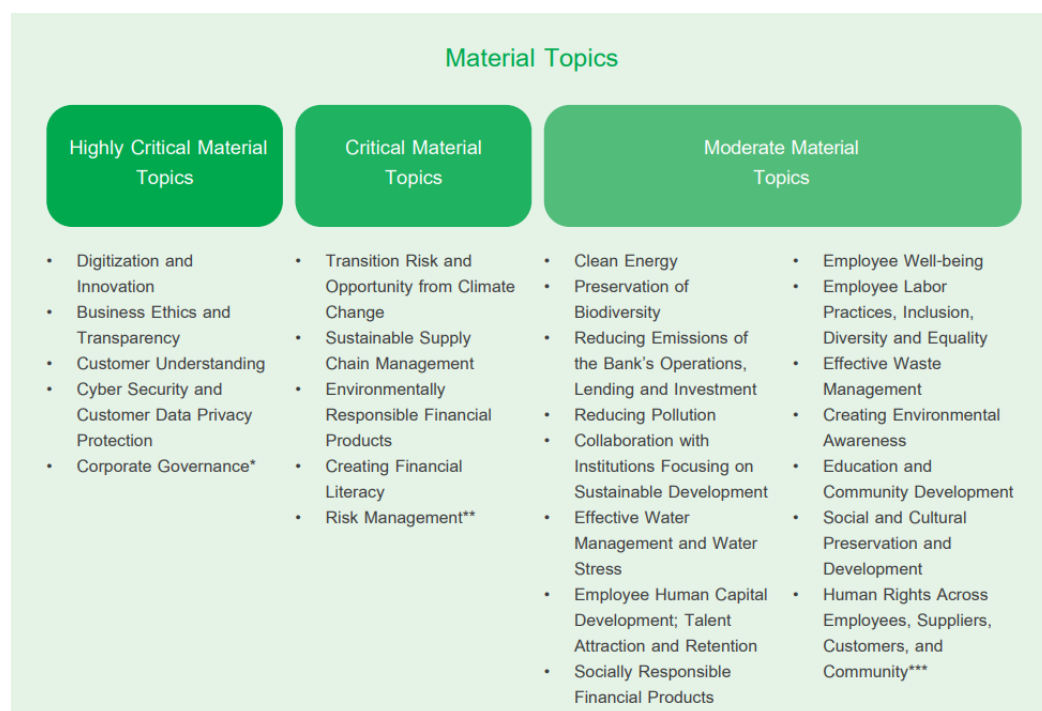 Material Topics
Highly Critical Material
Topics
• Digitization and
Innovation
• Business Ethics and
Transparency
• Customer Understanding
• Cyber Security and
Customer Data Privacy
Protection
• Corporate Governance*
Critical Material
Topics
• Transition Risk and
Opportunity from Climate
Change
• Sustainable Supply
Chain Management
• Environmentally
Responsible Financial
Products
• Creating Financial
Literacy
• Risk Management**
Moderate Material
Topics
• Clean Energy
• Preservation of
Biodiversity
• Reducing Emissions of
the Bank’s Operations,
Lending and Investment
• Reducing Pollution
• Collaboration with
Institutions Focusing on
Sustainable Development
• Effective Water
Management and Water
Stress
• Employee Human Capital
Development; Talent
Attraction and Retention
• Socially Responsible
Financial Products
• Employee Well-being
• Employee Labor
Practices, Inclusion,
Diversity and Equality
• Effective Waste
Management
• Creating Environmental
Awareness
• Education and
Community Development
• Social and Cultural
Preservation and
Development
• Human Rights Across
Employees, Suppliers,
Customers, and
Community***